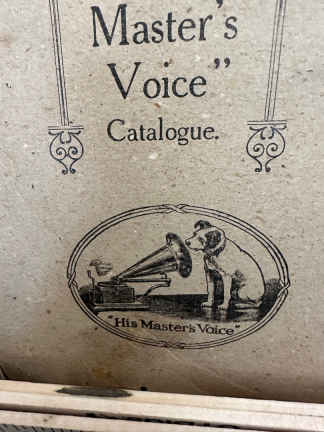 Master's
Voice"
Catalogue.
"His Master's Voice"